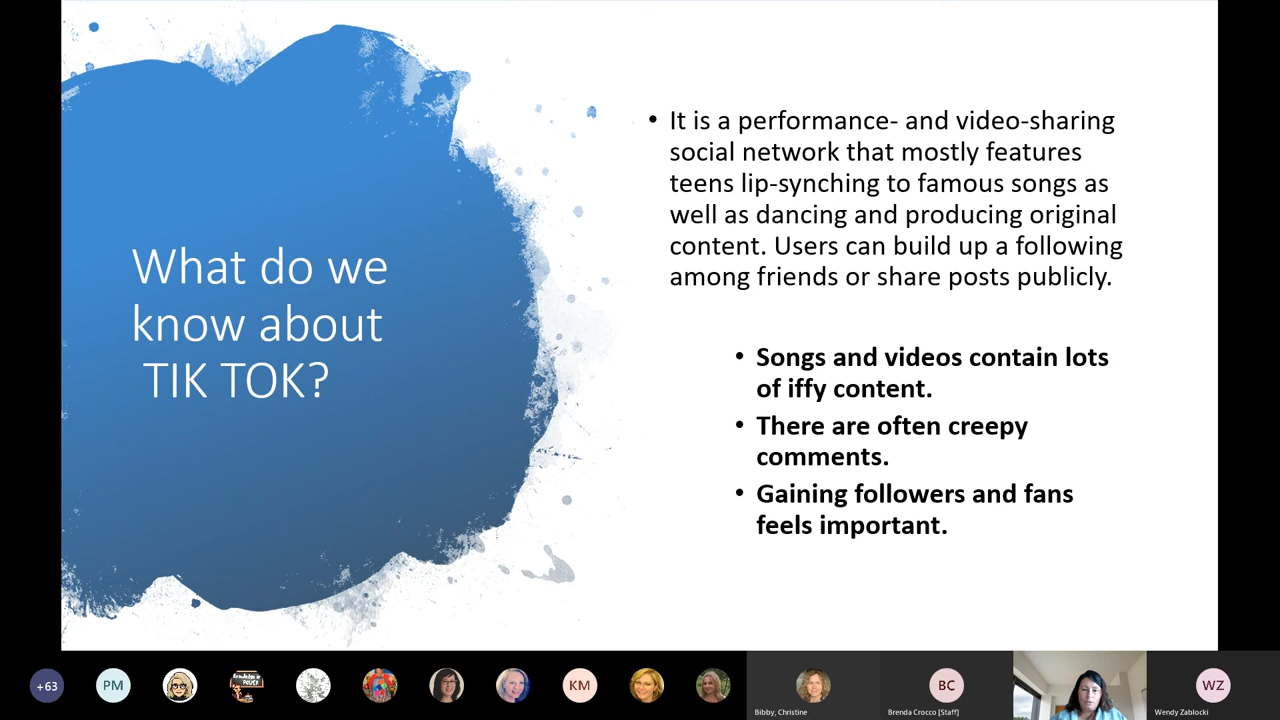 What do we
know about
TIK TOK?
• It is a performance- and video-sharing
social network that mostly features
teens lip-synching to famous songs as
well as dancing and producing original
content. Users can build up a following
among friends or share posts publicly.
• Songs and videos contain lots
of iffy content.
• There are often creepy
comments.
• Gaining followers and fans
feels important.
+63
PM
KM
BC
WZ
Bibby, Christine
Brenda Crocco [Staff]
Wendy Zablocki